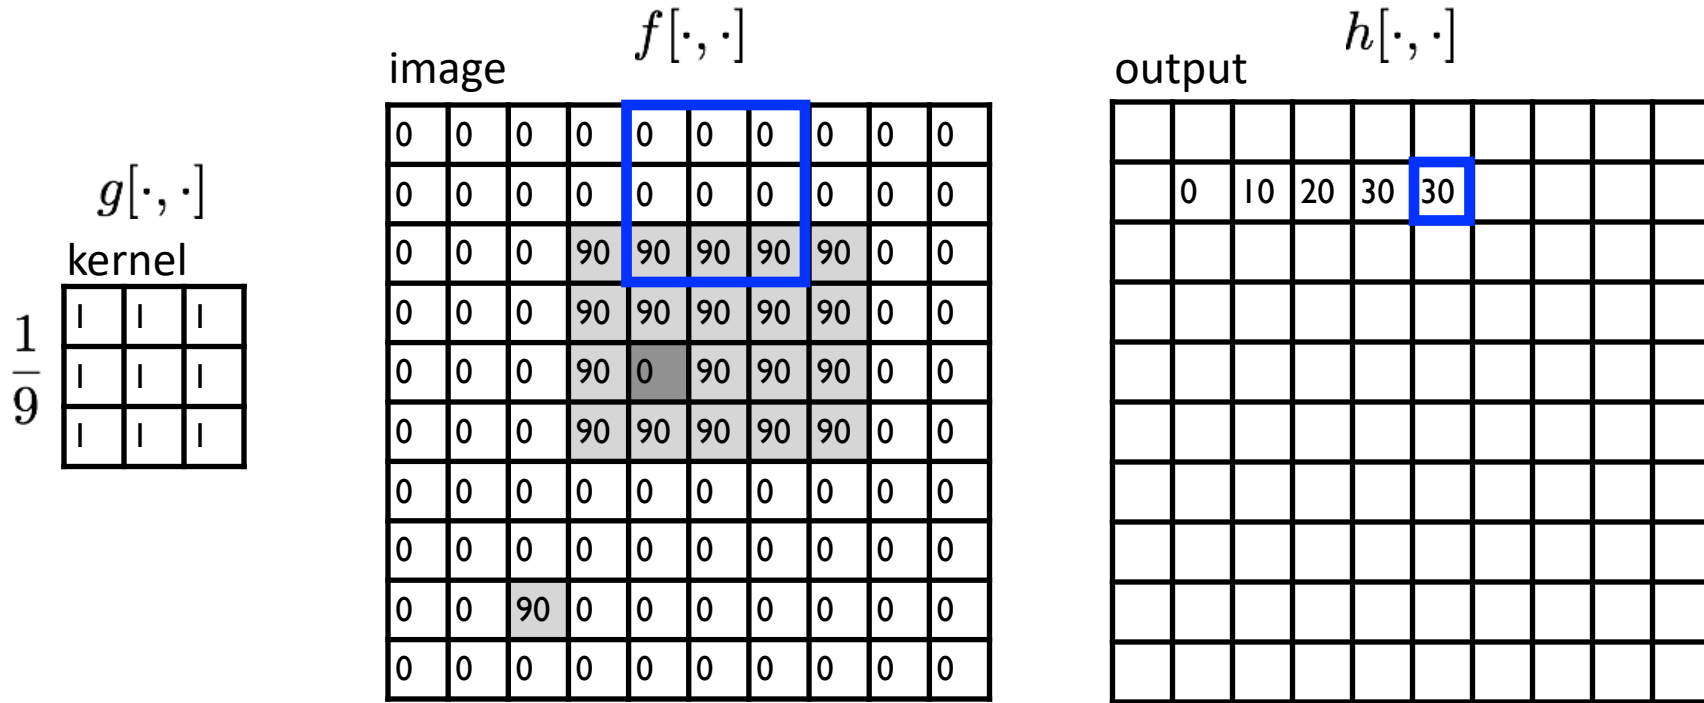 f[·, ·]
h[·, ·]
image
output
g[·, ·]
kernel
1
9
1 1 1
1 1 1
1 1 1
0 0 0 0 0 0 0 0 0 0
0 0 0 0 0 0 0 0 0 0
0 0 0 90 90 90 90 90 0 0
0 0 0 90 90 90 90 90 0 0
0 0 0 90 0 90 90 90 0 0
0 0 0 90 90 90 90 90 0 0
0 0 0 0 0 0 0 0 0 0
0 0 0 0 0 0 0 0 0 0
0 0 90 0 0 0 0 0 0 0
0 0 0 0 0 0 0 0 0 0
0 10 20 30 30